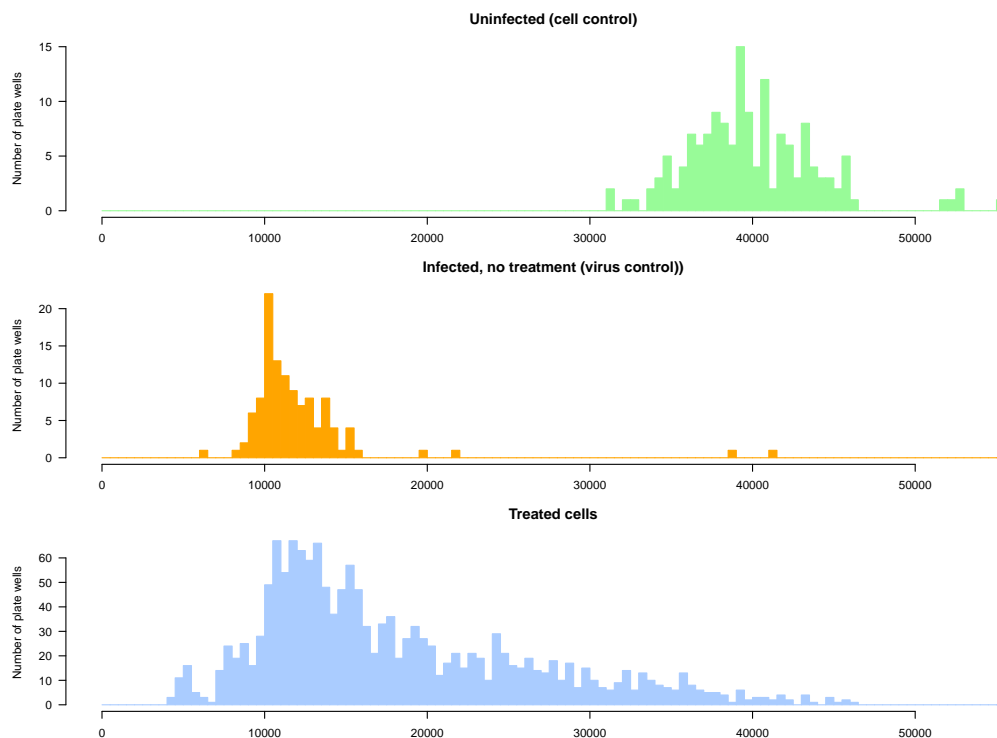 Uninfected (cell control)
Number of plate wells
15
10
5
0
0 10000 20000 30000 40000 50000
Infected, no treatment (virus control))
Number of plate wells
20
15
10
5
0
0 10000 20000 30000 40000 50000
Treated cells
Number of plate wells
60
50
40
30
20
10
0
0 10000 20000 30000 40000 50000